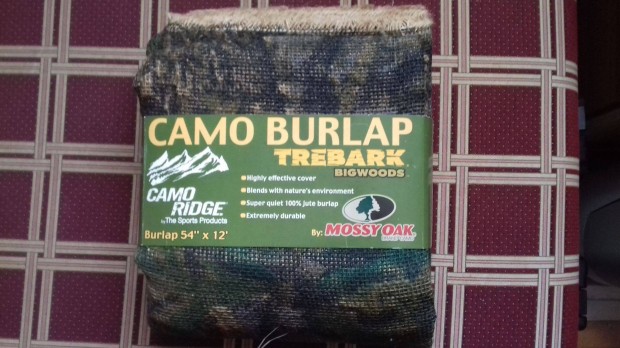 CAMO BURLAP
TREBARK
BIGWOODS
Highly effective cover
Blends with nature's environment
Super quiet 100% jute burlap
Extremely durable
CAMO
RIDGE
by The Sports Products
Burlap 54" x 12'
By: MOSSY OAK